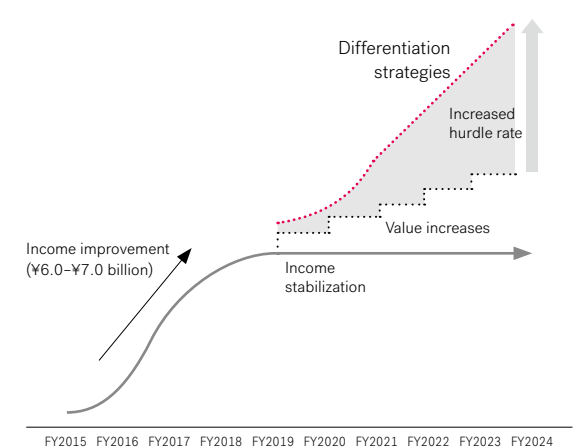 Differentiation
strategies
Increased
hurdle rate
Value increases
Income improvement
(¥6.0–¥7.0 billion)
Income
stabilization
FY2015 FY2016 FY2017 FY2018 FY2019 FY2020 FY2021 FY2022 FY2023 FY2024